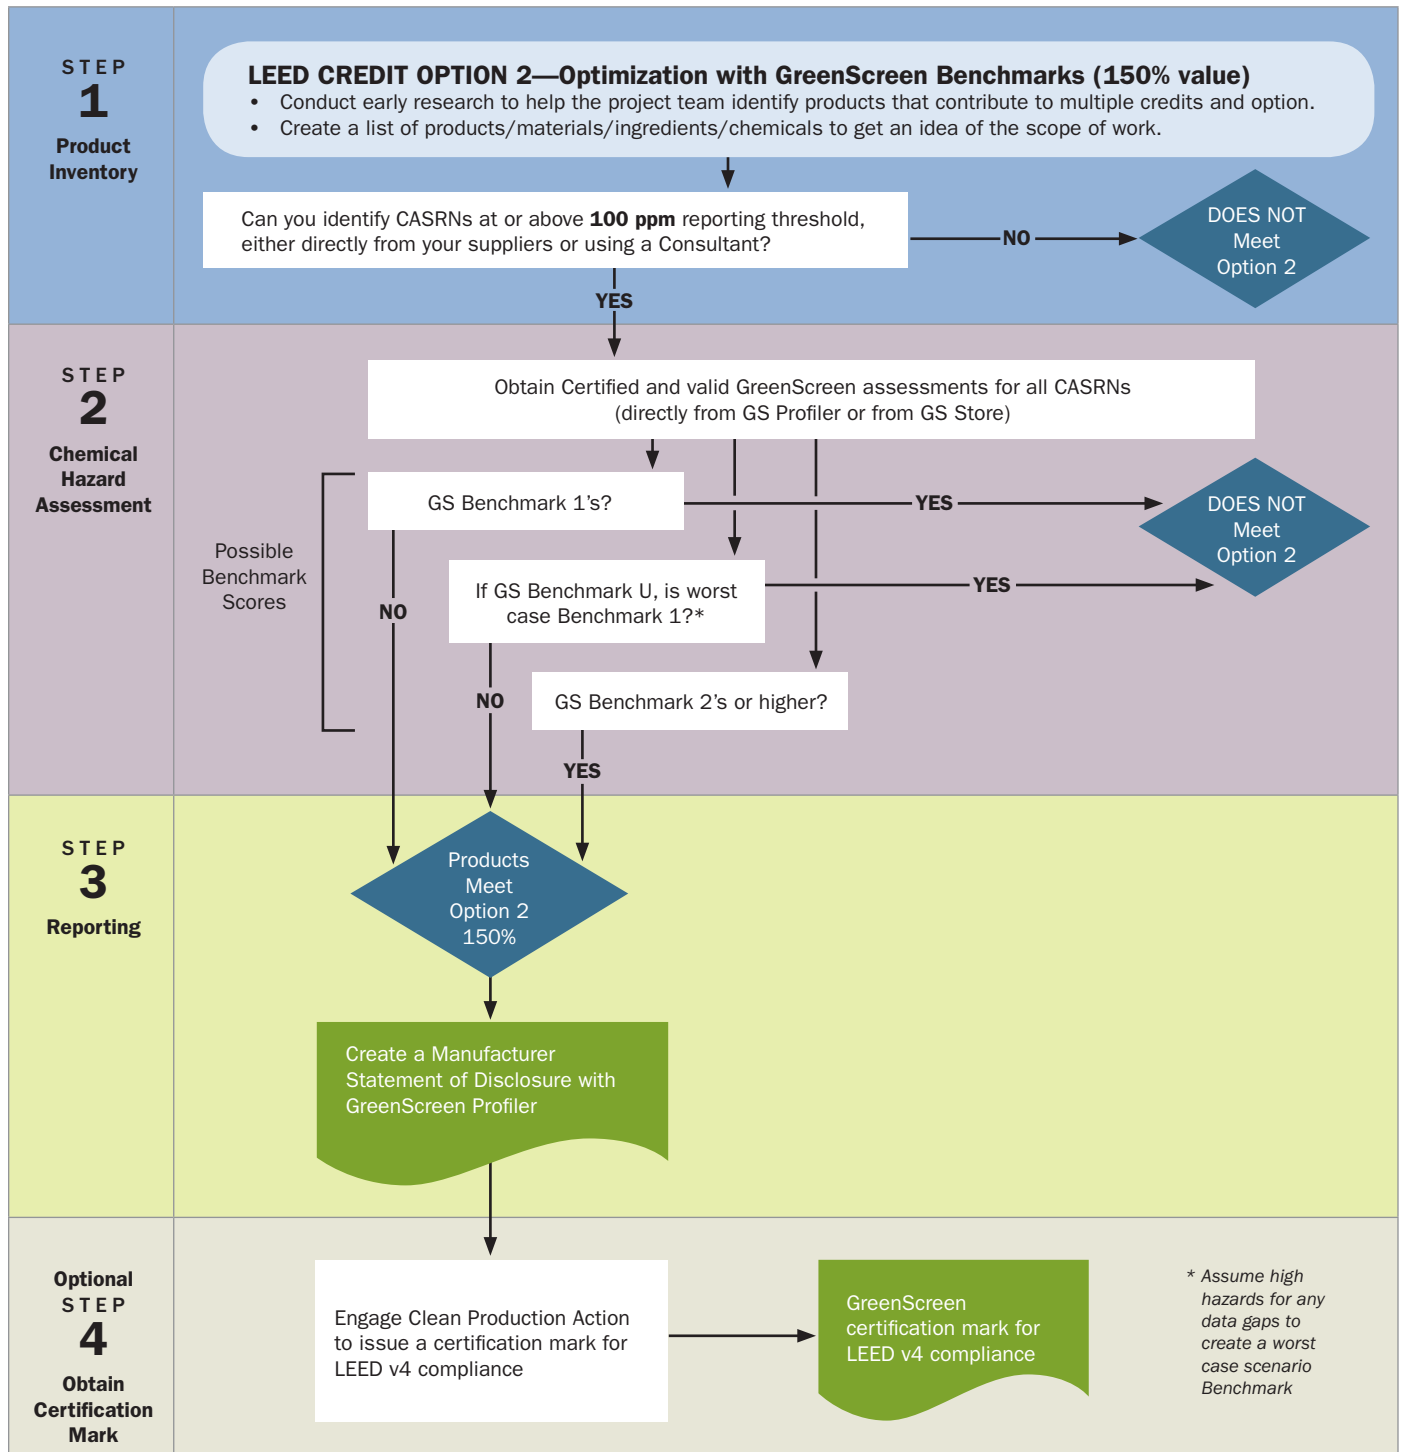 STEP
1
Product
Inventory
LEED CREDIT OPTION 2—Optimization with GreenScreen Benchmarks (150% value)
• Conduct early research to help the project team identify products that contribute to multiple credits and option.
• Create a list of products/materials/ingredients/chemicals to get an idea of the scope of work.
Can you identify CASRNs at or above 100 ppm reporting threshold,
either directly from your suppliers or using a Consultant?
NO
DOES NOT
Meet
Option 2
YES
STEP
2
Chemical
Hazard
Assessment
Obtain Certified and valid GreenScreen assessments for all CASRNs
(directly from GS Profiler or from GS Store)
Possible
Benchmark
Scores
GS Benchmark 1’s?
YES
DOES NOT
Meet
Option 2
If GS Benchmark U, is worst
case Benchmark 1?*
YES
NO
GS Benchmark 2’s or higher?
NO
YES
STEP
3
Reporting
Products
Meet
Option 2
150%
Create a Manufacturer
Statement of Disclosure with
GreenScreen Profiler
Optional
STEP
4
Obtain
Certification
Mark
Engage Clean Production Action
to issue a certification mark for
LEED v4 compliance
GreenScreen
certification mark for
LEED v4 compliance
* Assume high
hazards for any
data gaps to
create a worst
case scenario
Benchmark